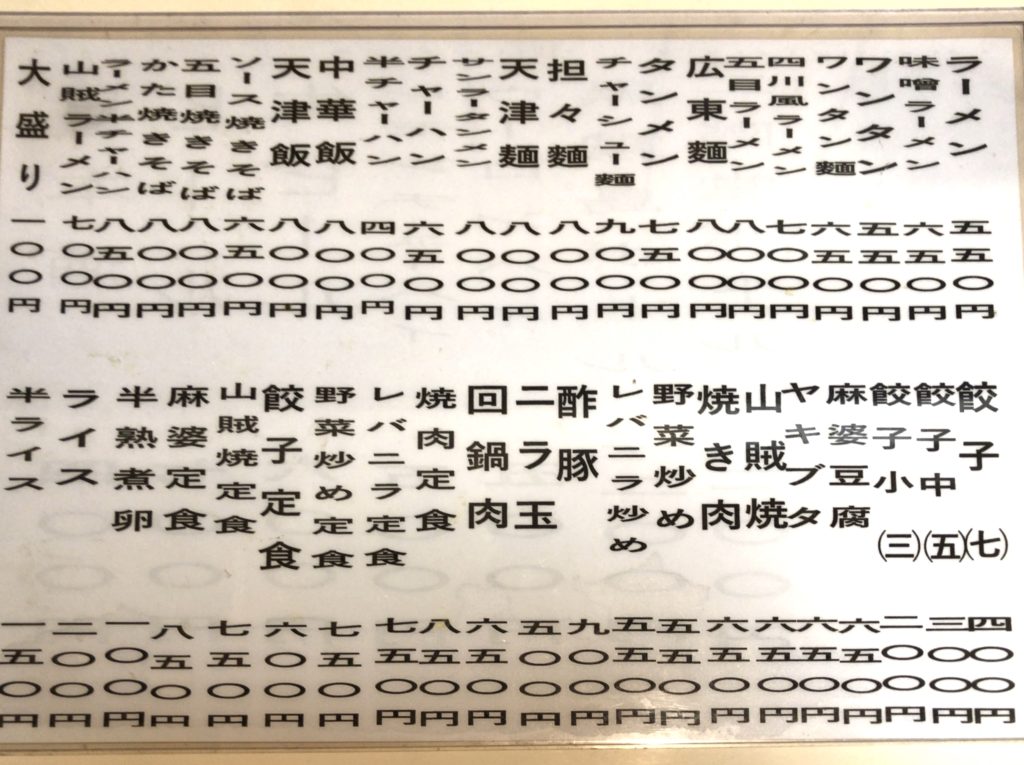 ラーメン 五五〇円
味噌ラーメン 六五〇円
ワンタン 五五〇円
ワンタン麺 六五〇円
四川風ラーメン 七〇〇円
五目ラーメン 八〇〇円
広東麺 八〇〇円
タンメン 七五〇円
チャーシュー麺 九〇〇円
担々麺 八〇〇円
天津麺 八〇〇円
サンラータンメン 八〇〇円
チャーハン 六五〇円
半チャーハン 四〇〇円
中華飯 八〇〇円
天津飯 八〇〇円
ソース焼きそば 六五〇円
五目焼きそば 八〇〇円
かた焼きそば 八〇〇円
ラーメン半チャーハン 八五〇円
山賊ラーメン 七〇〇円
大盛り 一〇〇円
餃子(七) 四〇〇円
餃子中(五) 三〇〇円
餃子小(三) 二〇〇円
麻婆豆腐 六五〇円
ヤキブタ 六五〇円
山賊焼 六五〇円
焼き肉 六五〇円
野菜炒め 五五〇円
レバニラ炒め 五五〇円
酢豚 九〇〇円
ニラ玉 五〇〇円
回鍋肉 六五〇円
焼肉定食 八五〇円
レバニラ定食 七五〇円
野菜炒め定食 七五〇円
餃子定食 六〇〇円
山賊焼定食 七五〇円
麻婆定食 八五〇円
半熟煮卵 一〇〇円
ライス 二〇〇円
半ライス 一五〇円